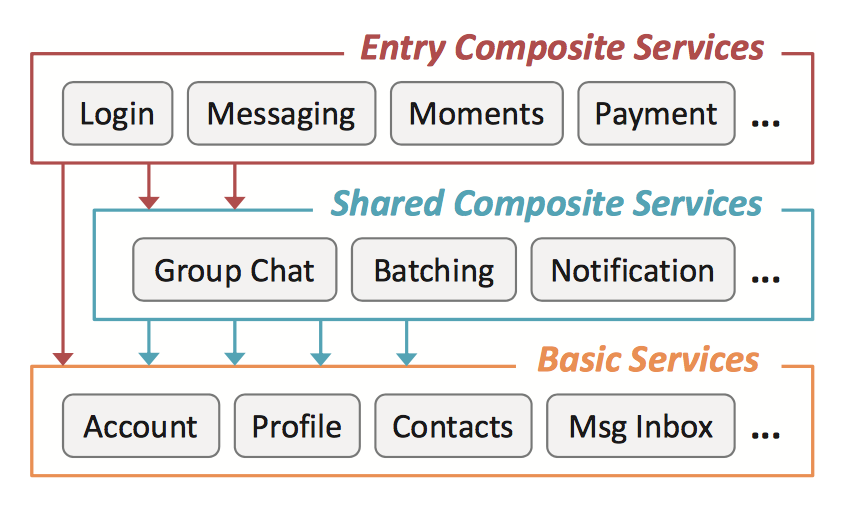 Entry Composite Services
Login Messaging Moments Payment ...
Shared Composite Services
Group Chat Batching Notification ...
Basic Services
Account Profile Contacts Msg Inbox ...